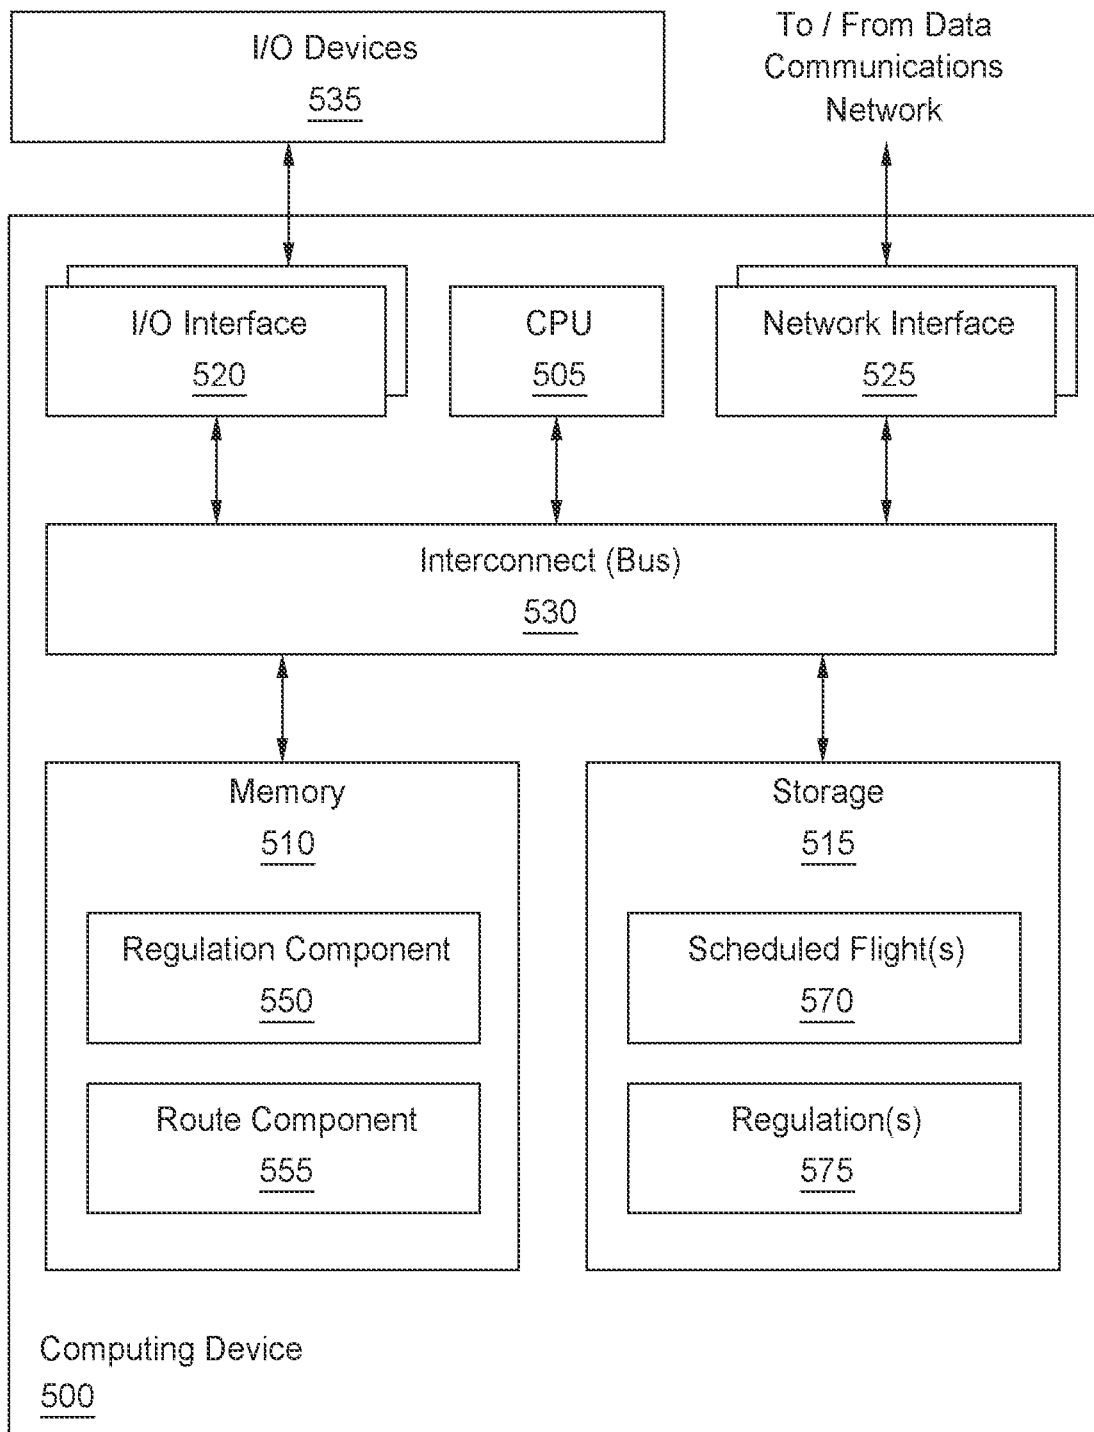 I/O Devices
535
To / From Data
Communications
Network
I/O Interface
520
CPU
505
Network Interface
525
Interconnect (Bus)
530
Memory
510
Regulation Component
550
Route Component
555
Storage
515
Scheduled Flight(s)
570
Regulation(s)
575
Computing Device
500